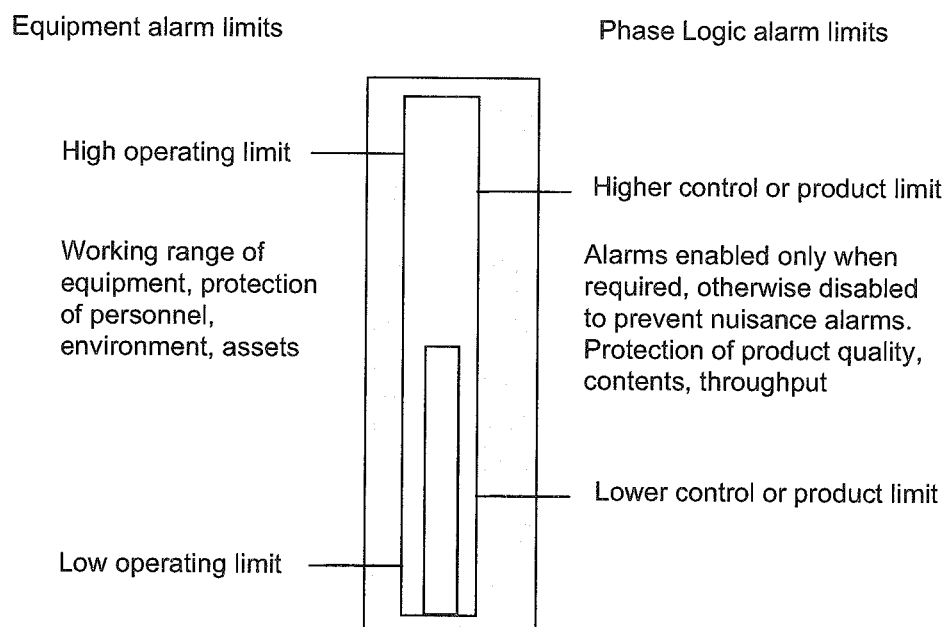 Equipment alarm limits
Phase Logic alarm limits
High operating limit
Higher control or product limit
Working range of
equipment, protection
of personnel,
environment, assets
Alarms enabled only when
required, otherwise disabled
to prevent nuisance alarms.
Protection of product quality,
contents, throughput
Lower control or product limit
Low operating limit